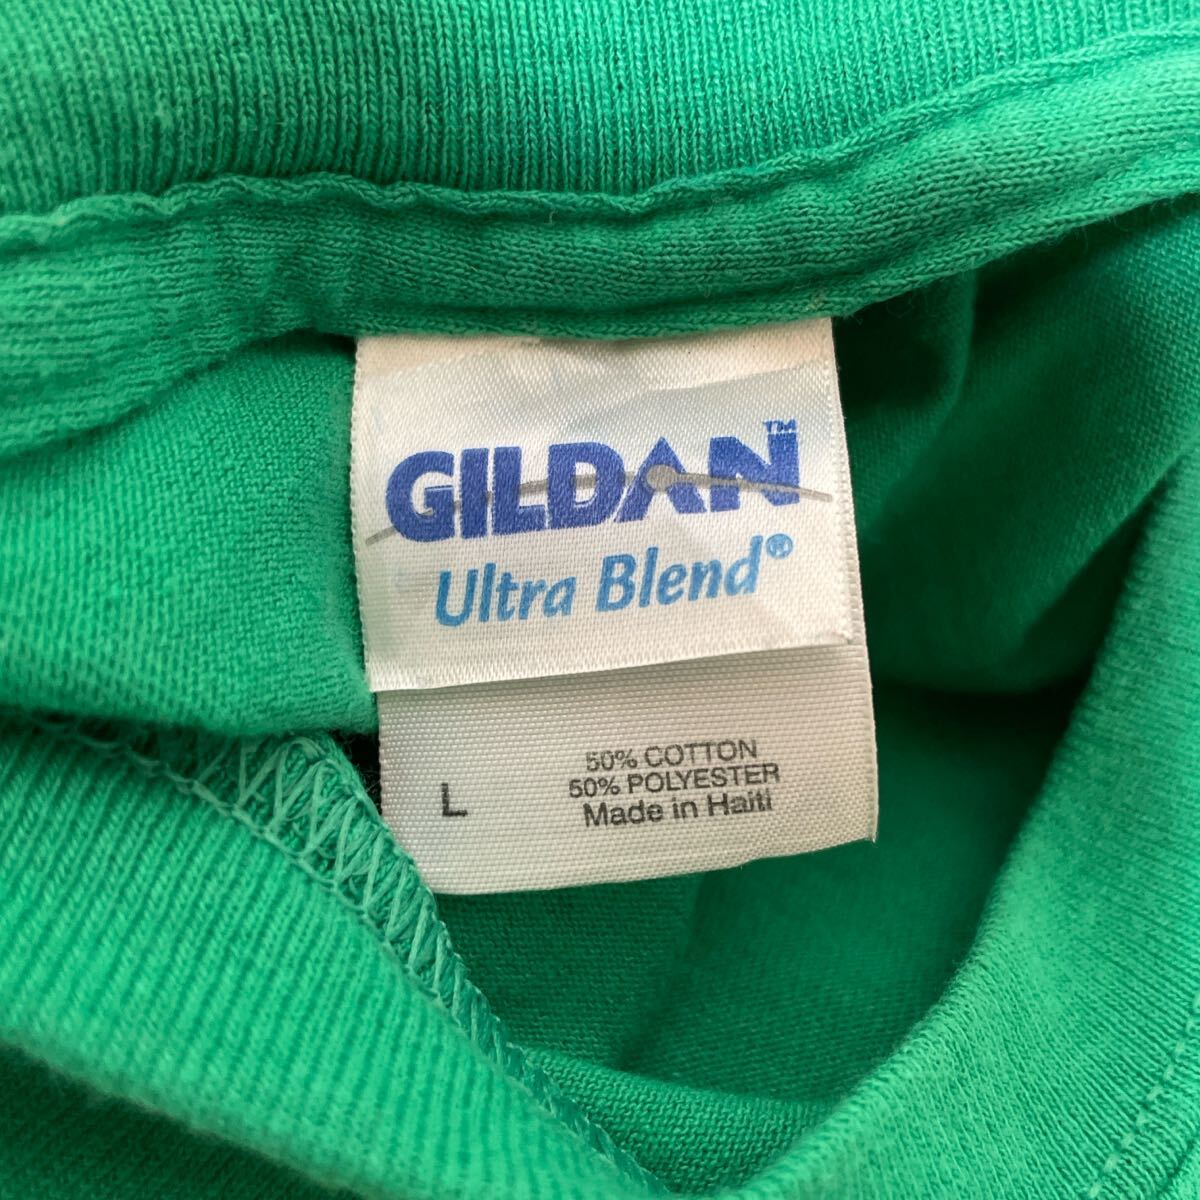 GILDAN™
Ultra Blend®
50% COTTON
50% POLYESTER
L Made in Haiti